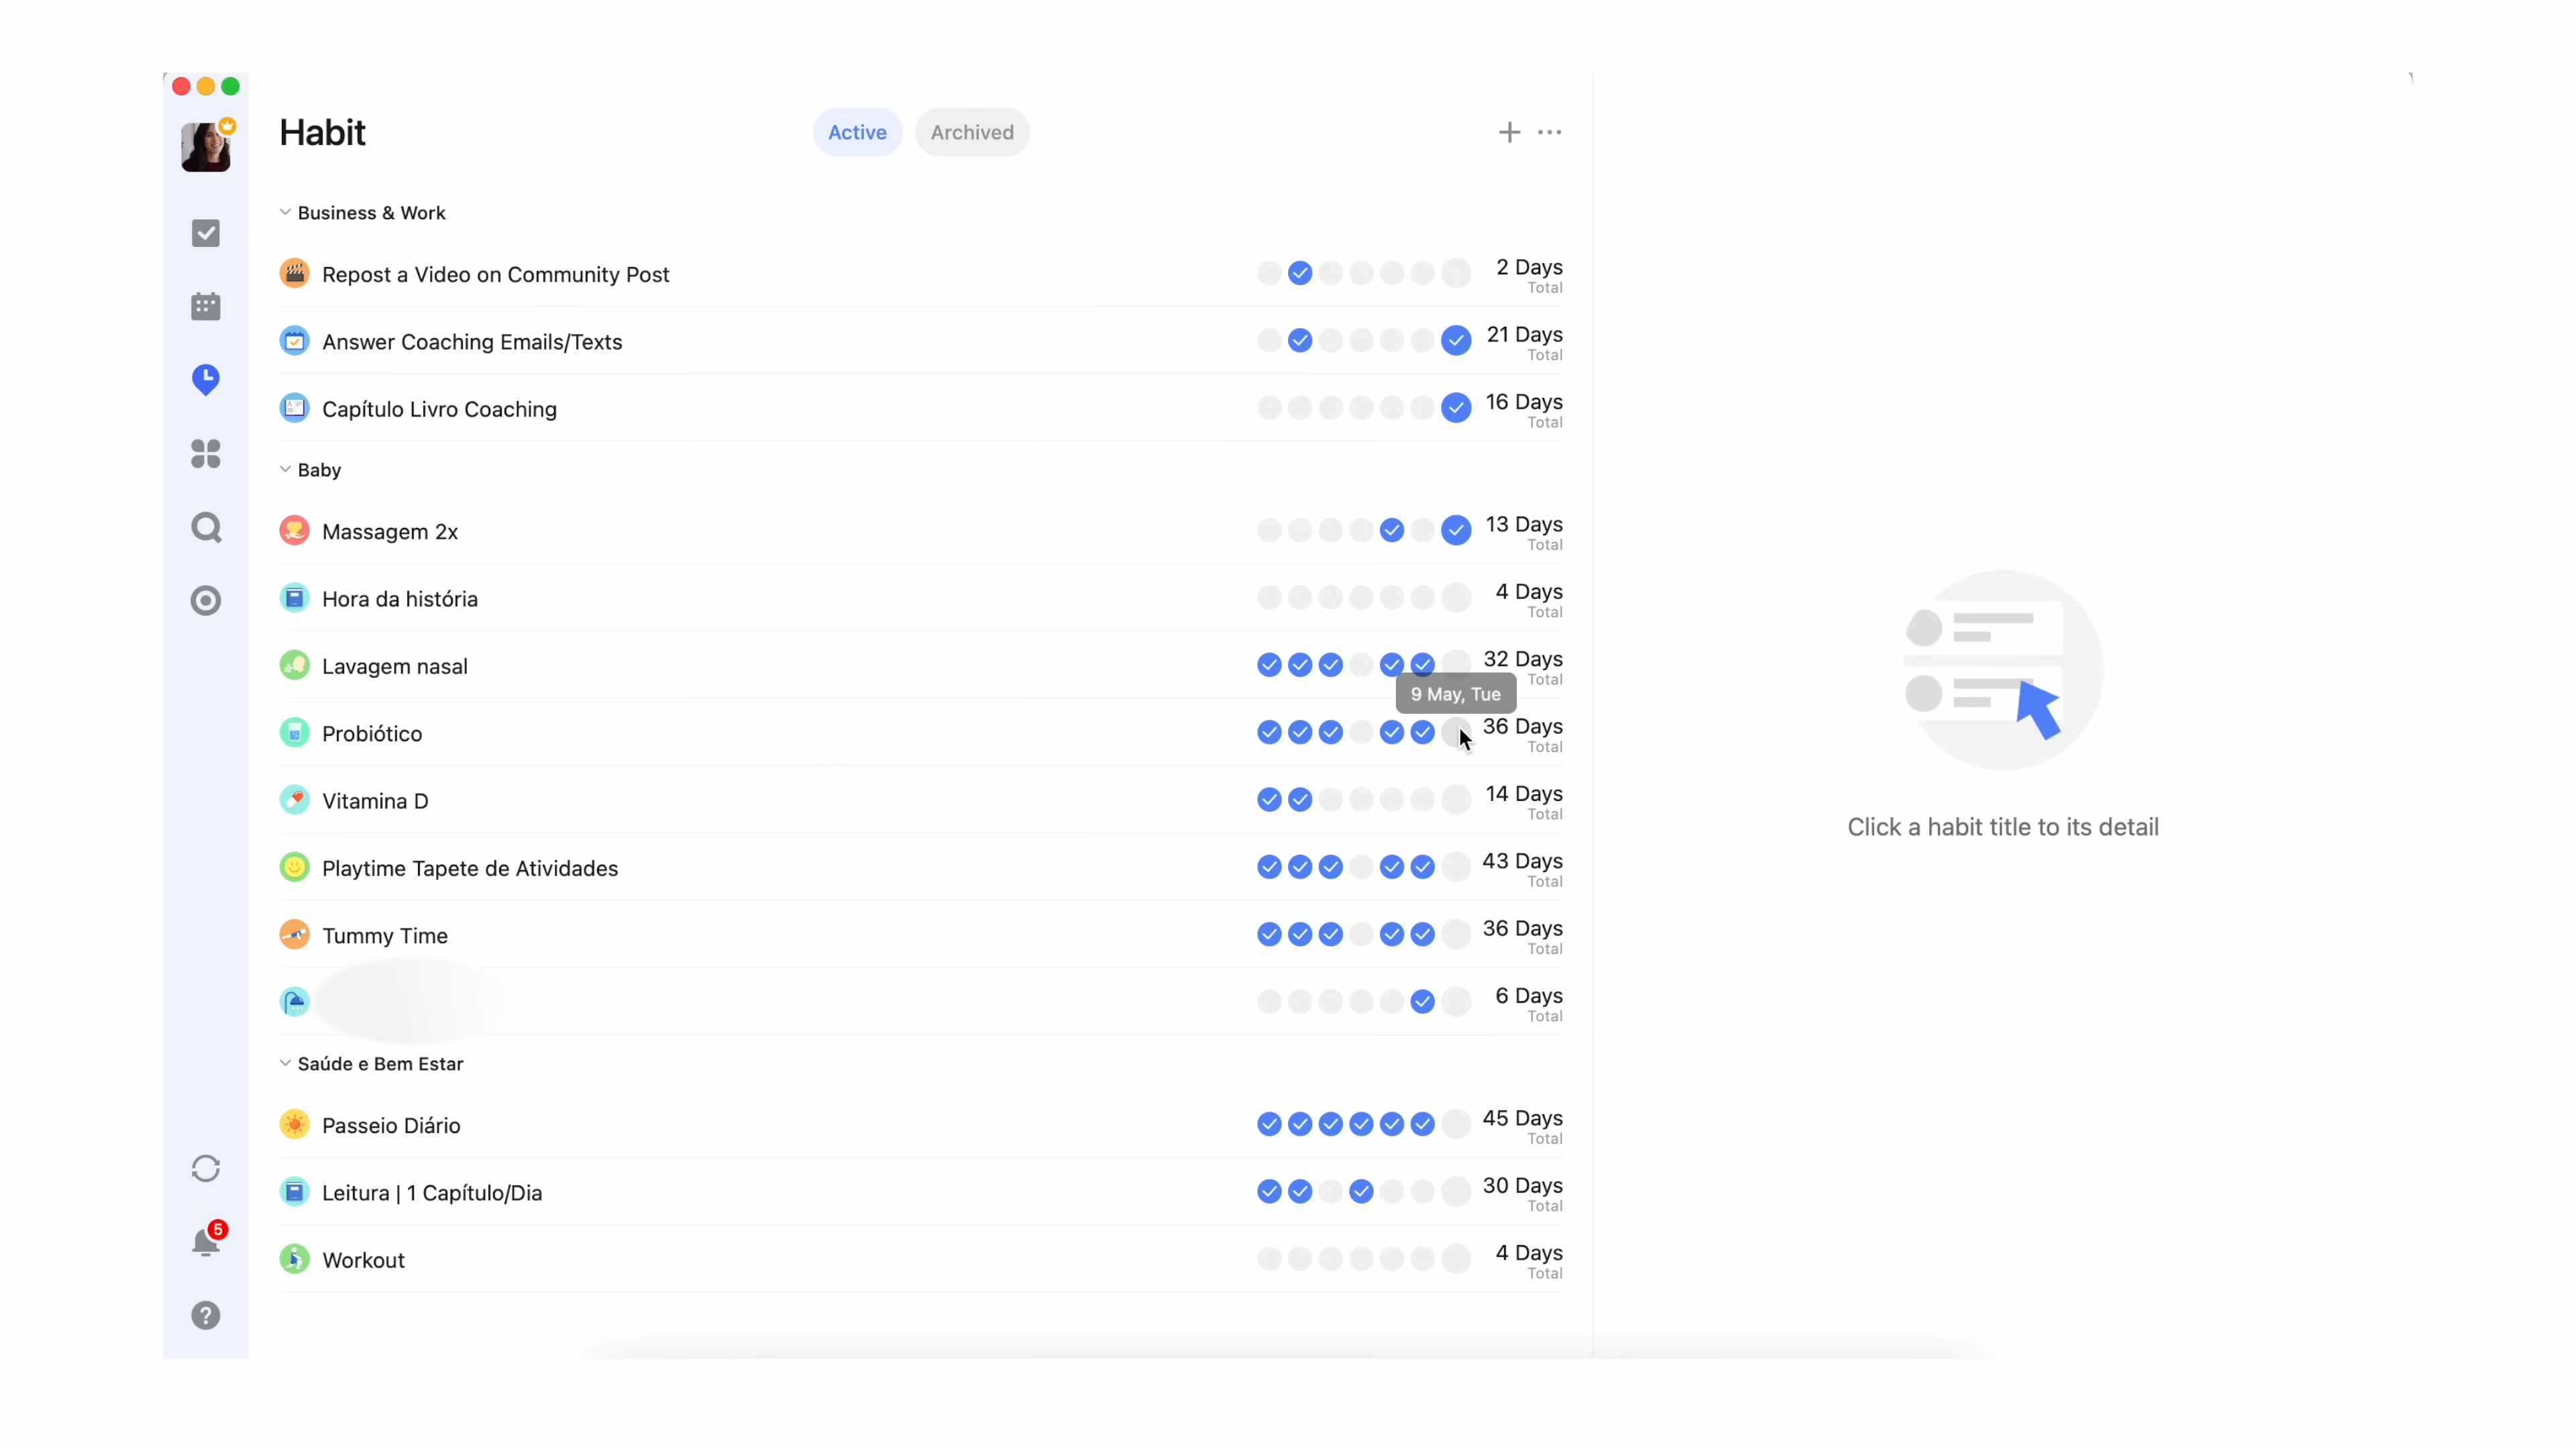 Habit
Active
Archived
Business & Work
Repost a Video on Community Post
2 Days
Total
Answer Coaching Emails/Texts
21 Days
Total
Capítulo Livro Coaching
16 Days
Total
Baby
Massagem 2x
13 Days
Total
Hora da história
4 Days
Total
Lavagem nasal
32 Days
Total
9 May, Tue
Probiótico
36 Days
Total
Vitamina D
14 Days
Total
Playtime Tapete de Atividades
43 Days
Total
Tummy Time
36 Days
Total
6 Days
Total
Saúde e Bem Estar
Passeio Diário
45 Days
Total
Leitura | 1 Capítulo/Dia
30 Days
Total
5
Workout
4 Days
Total
?
Click a habit title to its detail